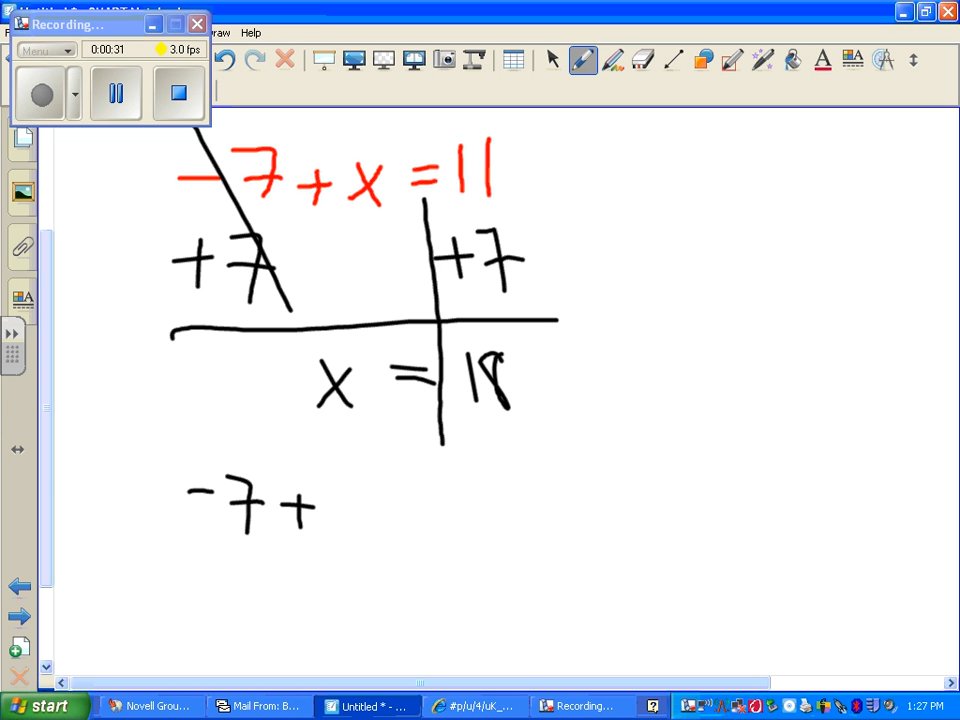 Recording...
Menu
0:00:31
3.0 fps
raw Help
-7+x=11
+7 +7
x = 18
-7+
start
Novell Grou...
Mail From: B...
Untitled * - ...
#p/u/4/uK_...
Recording...
1:27 PM